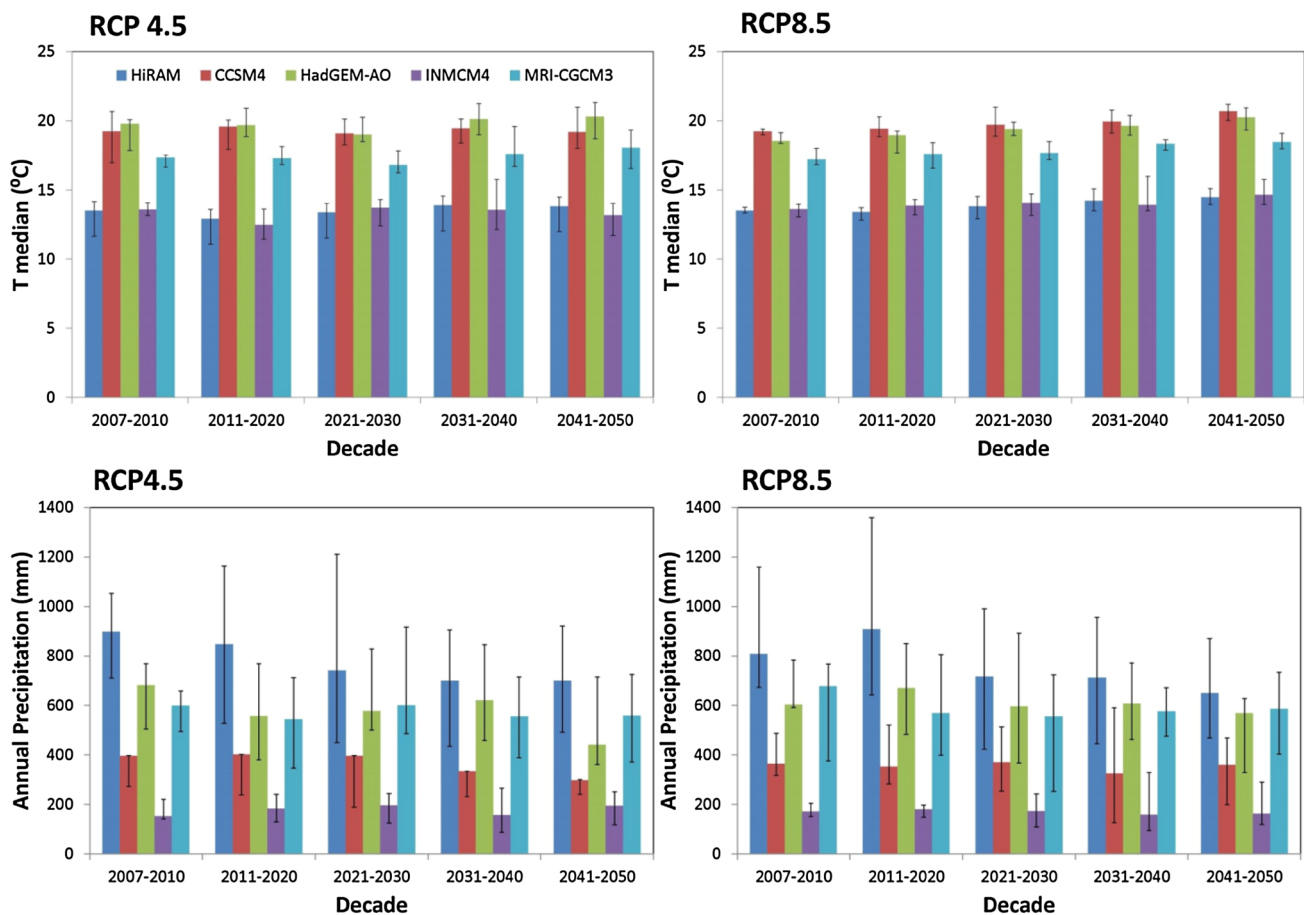 RCP 4.5
25
20
15
10
5
0
T median (⁰C)
HiRAM CCSM4 HadGEM-AO INMCM4 MRI-CGCM3
2007-2010 2011-2020 2021-2030 2031-2040 2041-2050
Decade
RCP8.5
25
20
15
10
5
0
T median (⁰C)
2007-2010 2011-2020 2021-2030 2031-2040 2041-2050
Decade
RCP4.5
1400
1200
1000
800
600
400
200
0
Annual Precipitation (mm)
2007-2010 2011-2020 2021-2030 2031-2040 2041-2050
Decade
RCP8.5
1400
1200
1000
800
600
400
200
0
Annual Precipitation (mm)
2007-2010 2011-2020 2021-2030 2031-2040 2041-2050
Decade